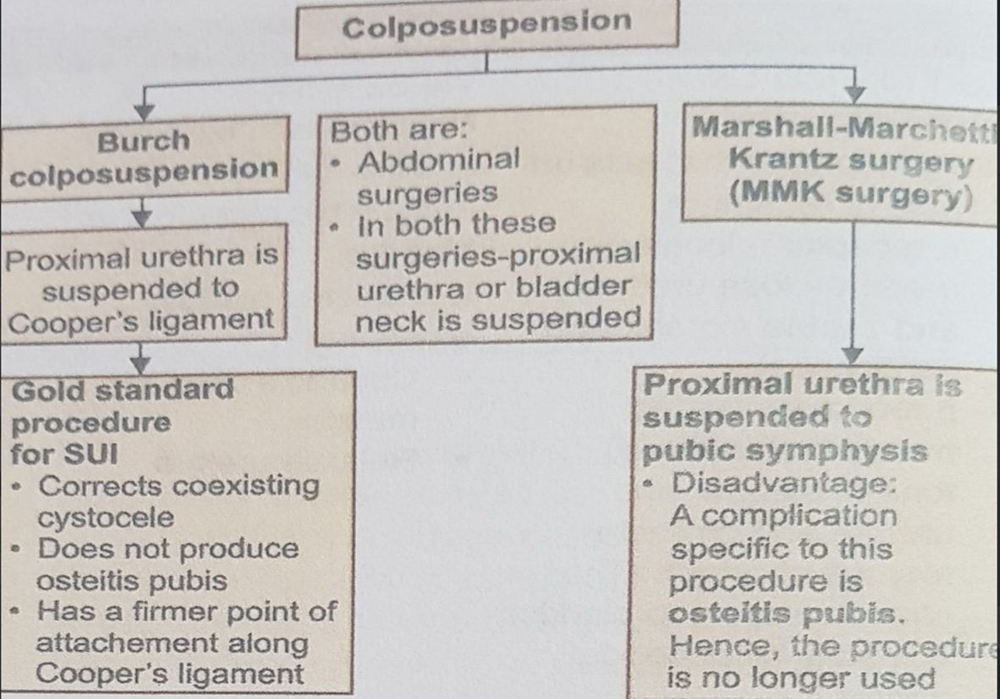 Colposuspension
Burch
colposuspension
Proximal urethra is
suspended to
Cooper's ligament
Gold standard
procedure
for SUI
• Corrects coexisting
cystocele
• Does not produce
osteitis pubis
• Has a firmer point of
attachement along
Cooper's ligament
Both are:
• Abdominal
surgeries
• In both these
surgeries-proximal
urethra or bladder
neck is suspended
Marshall-Marchetti
Krantz surgery
(MMK surgery)
Proximal urethra is
suspended to
pubic symphysis
• Disadvantage:
A complication
specific to this
procedure is
osteitis pubis.
Hence, the procedure
is no longer used